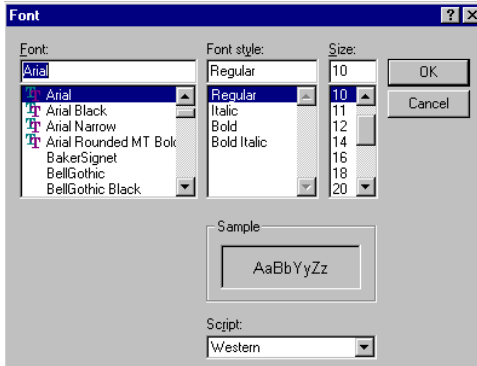 Font
Font: Font style: Size:
Arial Regular 10 OK
Arial Regular 10 Cancel
Arial Black Italic 11
Arial Narrow Bold 12
Arial Rounded MT Bold Bold Italic 14
BakerSignet 16
BellGothic 18
BellGothic Black 20
Sample
AaBbYyZz
Script:
Western